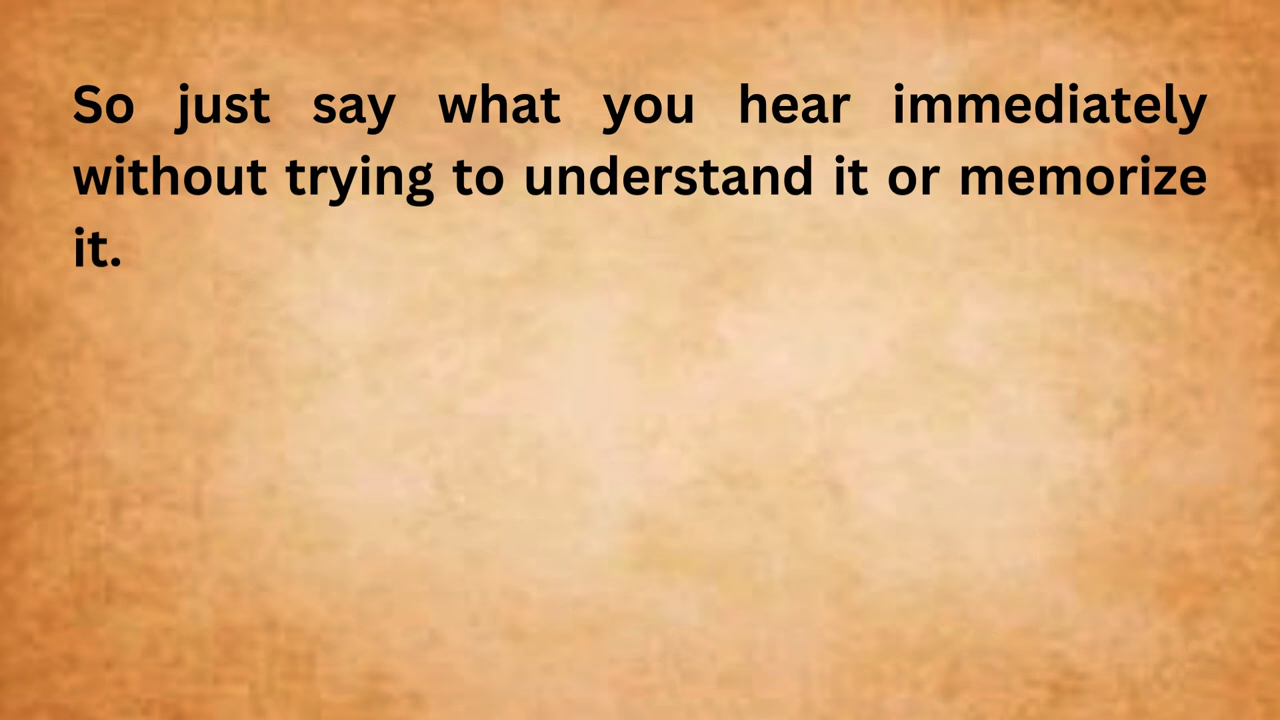 So just say what you hear immediately
without trying to understand it or memorize
it.